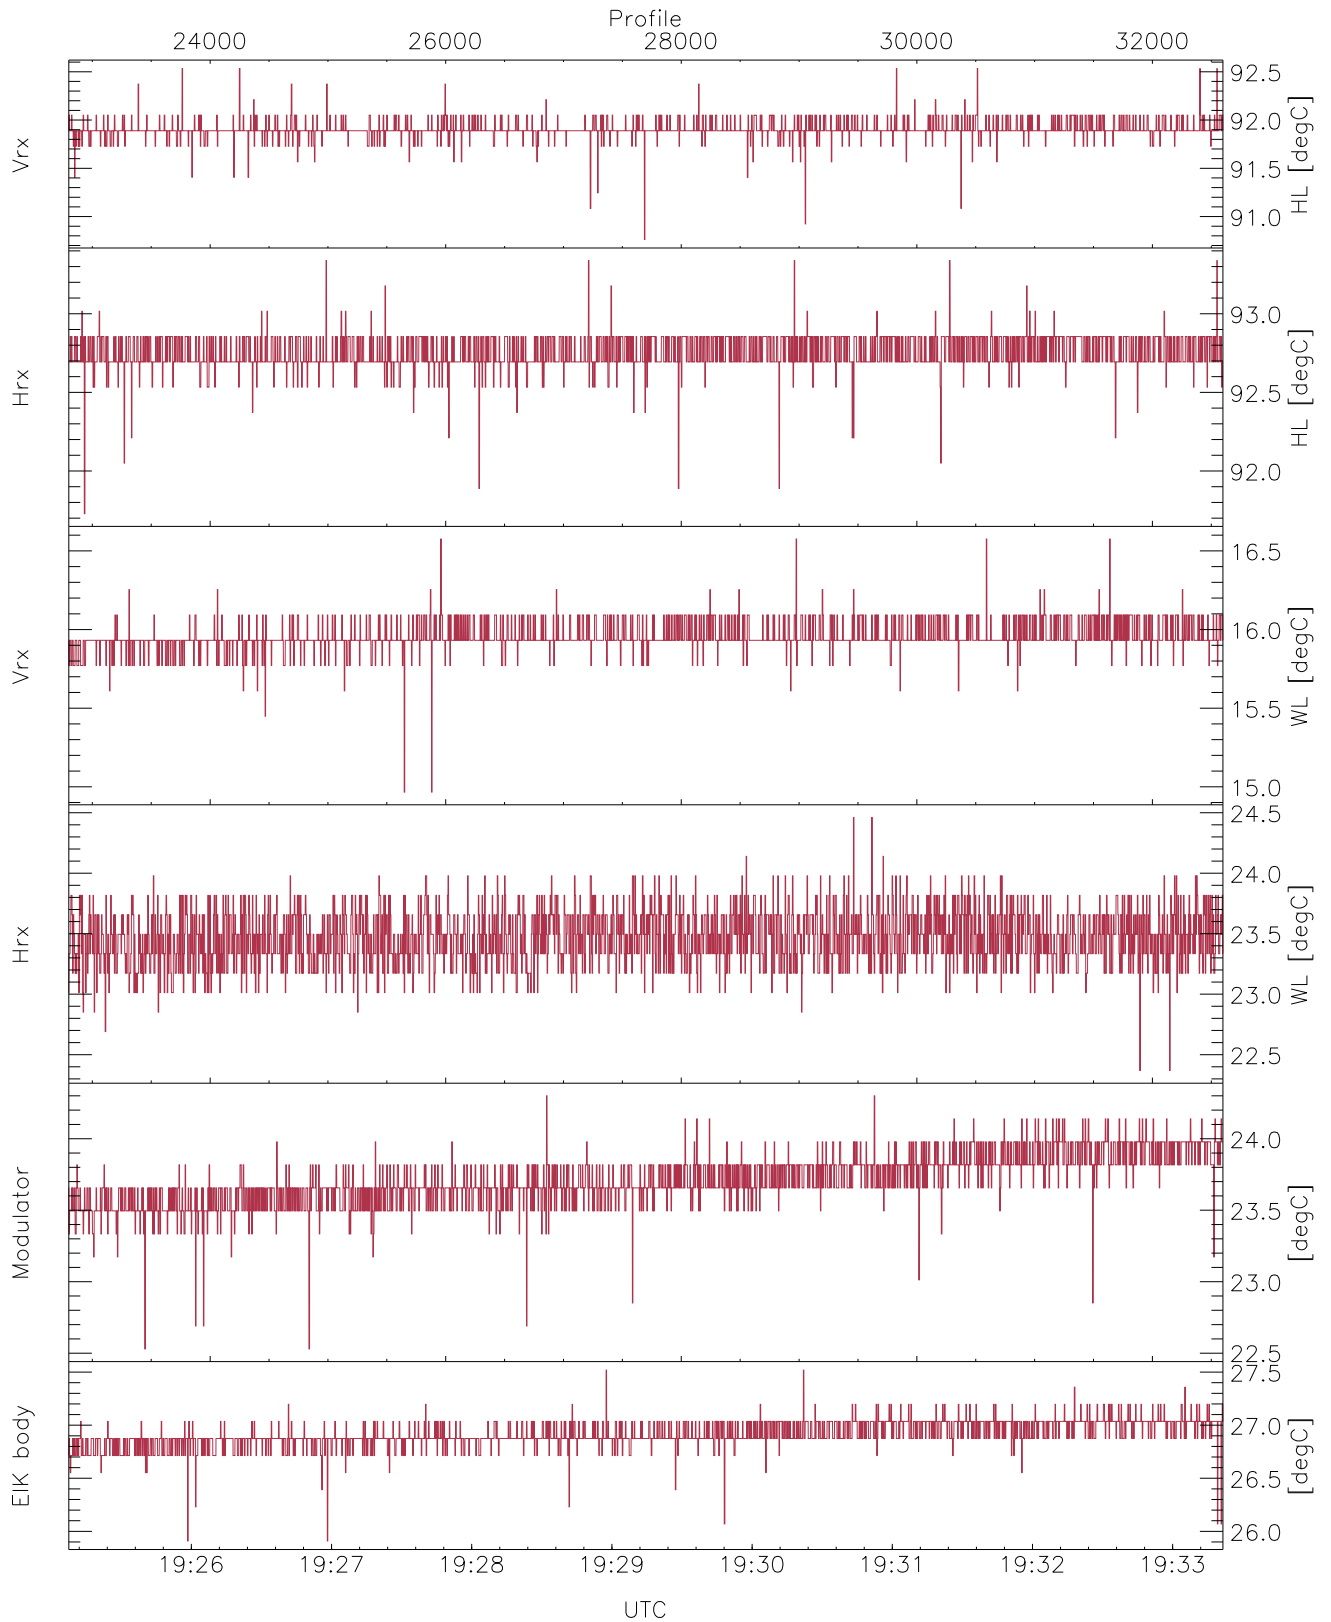 Profile
24000 26000 28000 30000 32000
Vrx
92.5
92.0
91.5
91.0
HL [degC]
Hrx
93.0
92.5
92.0
HL [degC]
Vrx
16.5
16.0
15.5
15.0
WL [degC]
Hrx
24.5
24.0
23.5
23.0
22.5
WL [degC]
Modulator
24.0
23.5
23.0
22.5
[degC]
EIK body
27.5
27.0
26.5
26.0
[degC]
19:26 19:27 19:28 19:29 19:30 19:31 19:32 19:33
UTC